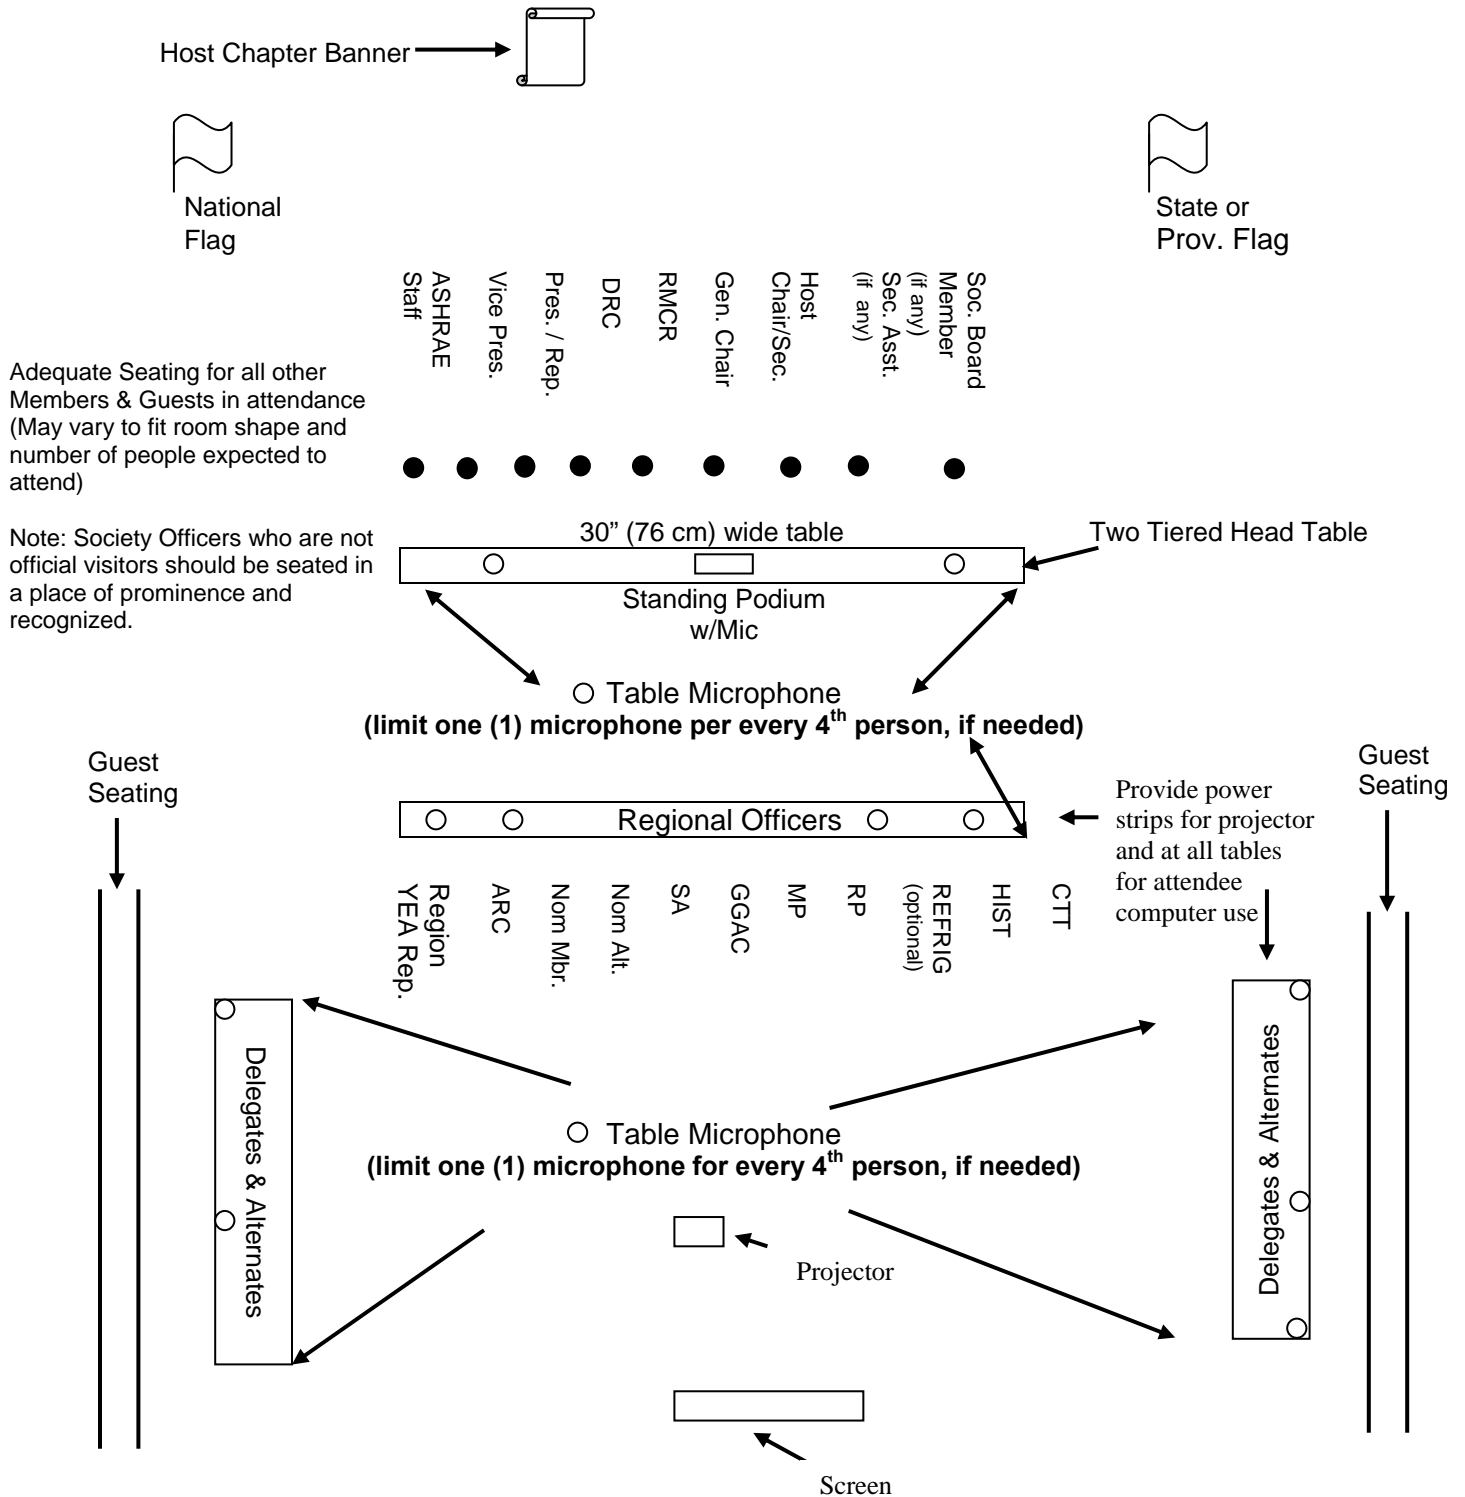 Host Chapter Banner
National
Flag
State or
Prov. Flag
ASHRAE
Staff
Vice Pres.
Pres. / Rep.
DRC
RMCR
Gen. Chair
Host
Chair/Sec.
Sec. Asst.
(if any)
Soc. Board
Member
(if any)
Adequate Seating for all other
Members & Guests in attendance
(May vary to fit room shape and
number of people expected to
attend)
Note: Society Officers who are not
official visitors should be seated in
a place of prominence and
recognized.
30” (76 cm) wide table
Two Tiered Head Table
Standing Podium
w/Mic
Table Microphone
(limit one (1) microphone per every 4th person, if needed)
Guest
Seating
Guest
Seating
Regional Officers
Provide power
strips for projector
and at all tables
for attendee
computer use
Region
YEA Rep.
ARC
Nom Mbr.
Nom Alt.
SA
GGAC
MP
RP
REFRIG
(optional)
HIST
CTT
Delegates & Alternates
Delegates & Alternates
Table Microphone
(limit one (1) microphone for every 4th person, if needed)
Projector
Screen